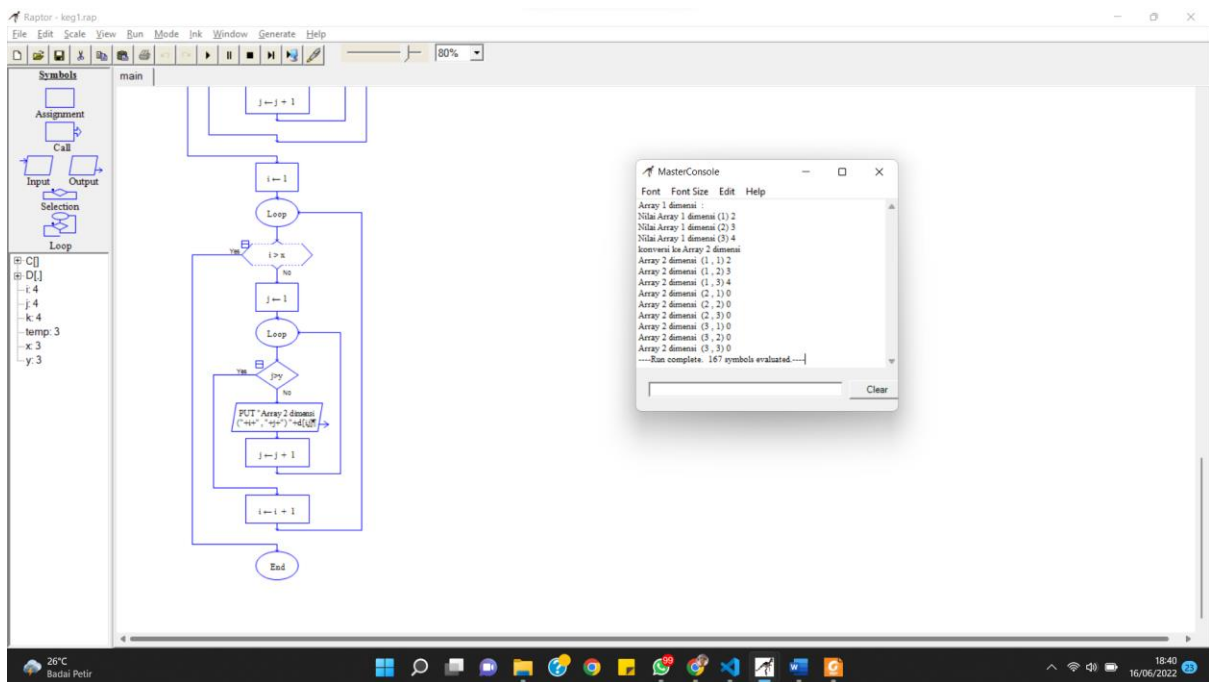 Raptor - keg1.rap
File Edit Scale View Run Mode Ink Window Generate Help
80%
Symbols
Assignment
Call
Input Output
Selection
Loop
C[]
D[,]
i: 4
j: 4
k: 4
temp: 3
x: 3
y: 3
main
j ← j + 1
i ← 1
Loop
Yes
i > x
No
j ← 1
Loop
Yes
j>y
No
PUT "Array 2 dimensi
("+i+" , "+j+") "+d[i,j]¶
j ← j + 1
i ← i + 1
End
MasterConsole
Font Font Size Edit Help
Array 1 dimensi :
Nilai Array 1 dimensi (1) 2
Nilai Array 1 dimensi (2) 3
Nilai Array 1 dimensi (3) 4
konversi ke Array 2 dimensi
Array 2 dimensi (1 , 1) 2
Array 2 dimensi (1 , 2) 3
Array 2 dimensi (1 , 3) 4
Array 2 dimensi (2 , 1) 0
Array 2 dimensi (2 , 2) 0
Array 2 dimensi (2 , 3) 0
Array 2 dimensi (3 , 1) 0
Array 2 dimensi (3 , 2) 0
Array 2 dimensi (3 , 3) 0
----Run complete. 167 symbols evaluated.----
Clear
26°C
Badai Petir
99
18:40
16/06/2022
23